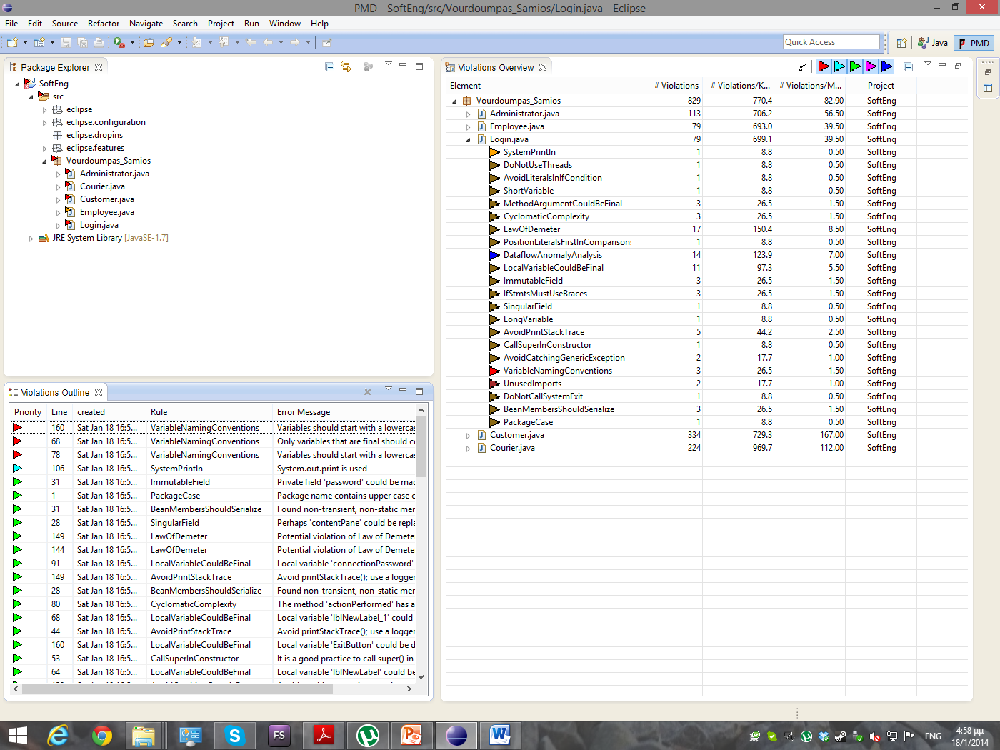 PMD - SoftEng/src/Vourdoumpas_Samios/Login.java - Eclipse
File Edit Source Refactor Navigate Search Project Run Window Help
Quick Access
Java
PMD
Package Explorer
SoftEng
src
eclipse
eclipse.configuration
eclipse.dropins
eclipse.features
Vourdoumpas_Samios
Administrator.java
Courier.java
Customer.java
Employee.java
Login.java
JRE System Library [JavaSE-1.7]
Violations Outline
Priority Line created Rule Error Message
160 Sat Jan 18 16:5... VariableNamingConventions Variables should start with a lowercas
68 Sat Jan 18 16:5... VariableNamingConventions Only variables that are final should c
78 Sat Jan 18 16:5... VariableNamingConventions Variables should start with a lowercas
106 Sat Jan 18 16:5... SystemPrintln System.out.print is used
31 Sat Jan 18 16:5... ImmutableField Private field 'password' could be mac
1 Sat Jan 18 16:5... PackageCase Package name contains upper case c
31 Sat Jan 18 16:5... BeanMembersShouldSerialize Found non-transient, non-static mer
28 Sat Jan 18 16:5... SingularField Perhaps 'contentPane' could be repla
149 Sat Jan 18 16:5... LawOfDemeter Potential violation of Law of Demete
144 Sat Jan 18 16:5... LawOfDemeter Potential violation of Law of Demete
91 Sat Jan 18 16:5... LocalVariableCouldBeFinal Local variable 'connectionPassword'
149 Sat Jan 18 16:5... AvoidPrintStackTrace Avoid printStackTrace(); use a logger
28 Sat Jan 18 16:5... BeanMembersShouldSerialize Found non-transient, non-static mer
80 Sat Jan 18 16:5... CyclomaticComplexity The method 'actionPerformed' has a
68 Sat Jan 18 16:5... LocalVariableCouldBeFinal Local variable 'lblNewLabel_1' could
44 Sat Jan 18 16:5... AvoidPrintStackTrace Avoid printStackTrace(); use a logger
160 Sat Jan 18 16:5... LocalVariableCouldBeFinal Local variable 'ExitButton' could be d
53 Sat Jan 18 16:5... CallSuperInConstructor It is a good practice to call super() in
64 Sat Jan 18 16:5... LocalVariableCouldBeFinal Local variable 'lblNewLabel' could be
Violations Overview
Element # Violations # Violations/K... # Violations/M... Project
Vourdoumpas_Samios 829 770.4 82.90 SoftEng
Administrator.java 113 706.2 56.50 SoftEng
Employee.java 79 693.0 39.50 SoftEng
Login.java 79 699.1 39.50 SoftEng
SystemPrintln 1 8.8 0.50 SoftEng
DoNotUseThreads 1 8.8 0.50 SoftEng
AvoidLiteralsInIfCondition 1 8.8 0.50 SoftEng
ShortVariable 1 8.8 0.50 SoftEng
MethodArgumentCouldBeFinal 3 26.5 1.50 SoftEng
CyclomaticComplexity 3 26.5 1.50 SoftEng
LawOfDemeter 17 150.4 8.50 SoftEng
PositionLiteralsFirstInComparison: 1 8.8 0.50 SoftEng
DataflowAnomalyAnalysis 14 123.9 7.00 SoftEng
LocalVariableCouldBeFinal 11 97.3 5.50 SoftEng
ImmutableField 3 26.5 1.50 SoftEng
IfStmtsMustUseBraces 3 26.5 1.50 SoftEng
SingularField 1 8.8 0.50 SoftEng
LongVariable 1 8.8 0.50 SoftEng
AvoidPrintStackTrace 5 44.2 2.50 SoftEng
CallSuperInConstructor 1 8.8 0.50 SoftEng
AvoidCatchingGenericException 2 17.7 1.00 SoftEng
VariableNamingConventions 3 26.5 1.50 SoftEng
UnusedImports 2 17.7 1.00 SoftEng
DoNotCallSystemExit 1 8.8 0.50 SoftEng
BeanMembersShouldSerialize 3 26.5 1.50 SoftEng
PackageCase 1 8.8 0.50 SoftEng
Customer.java 334 729.3 167.00 SoftEng
Courier.java 224 969.7 112.00 SoftEng
FS
ENG
4:58 μμ
18/1/2014